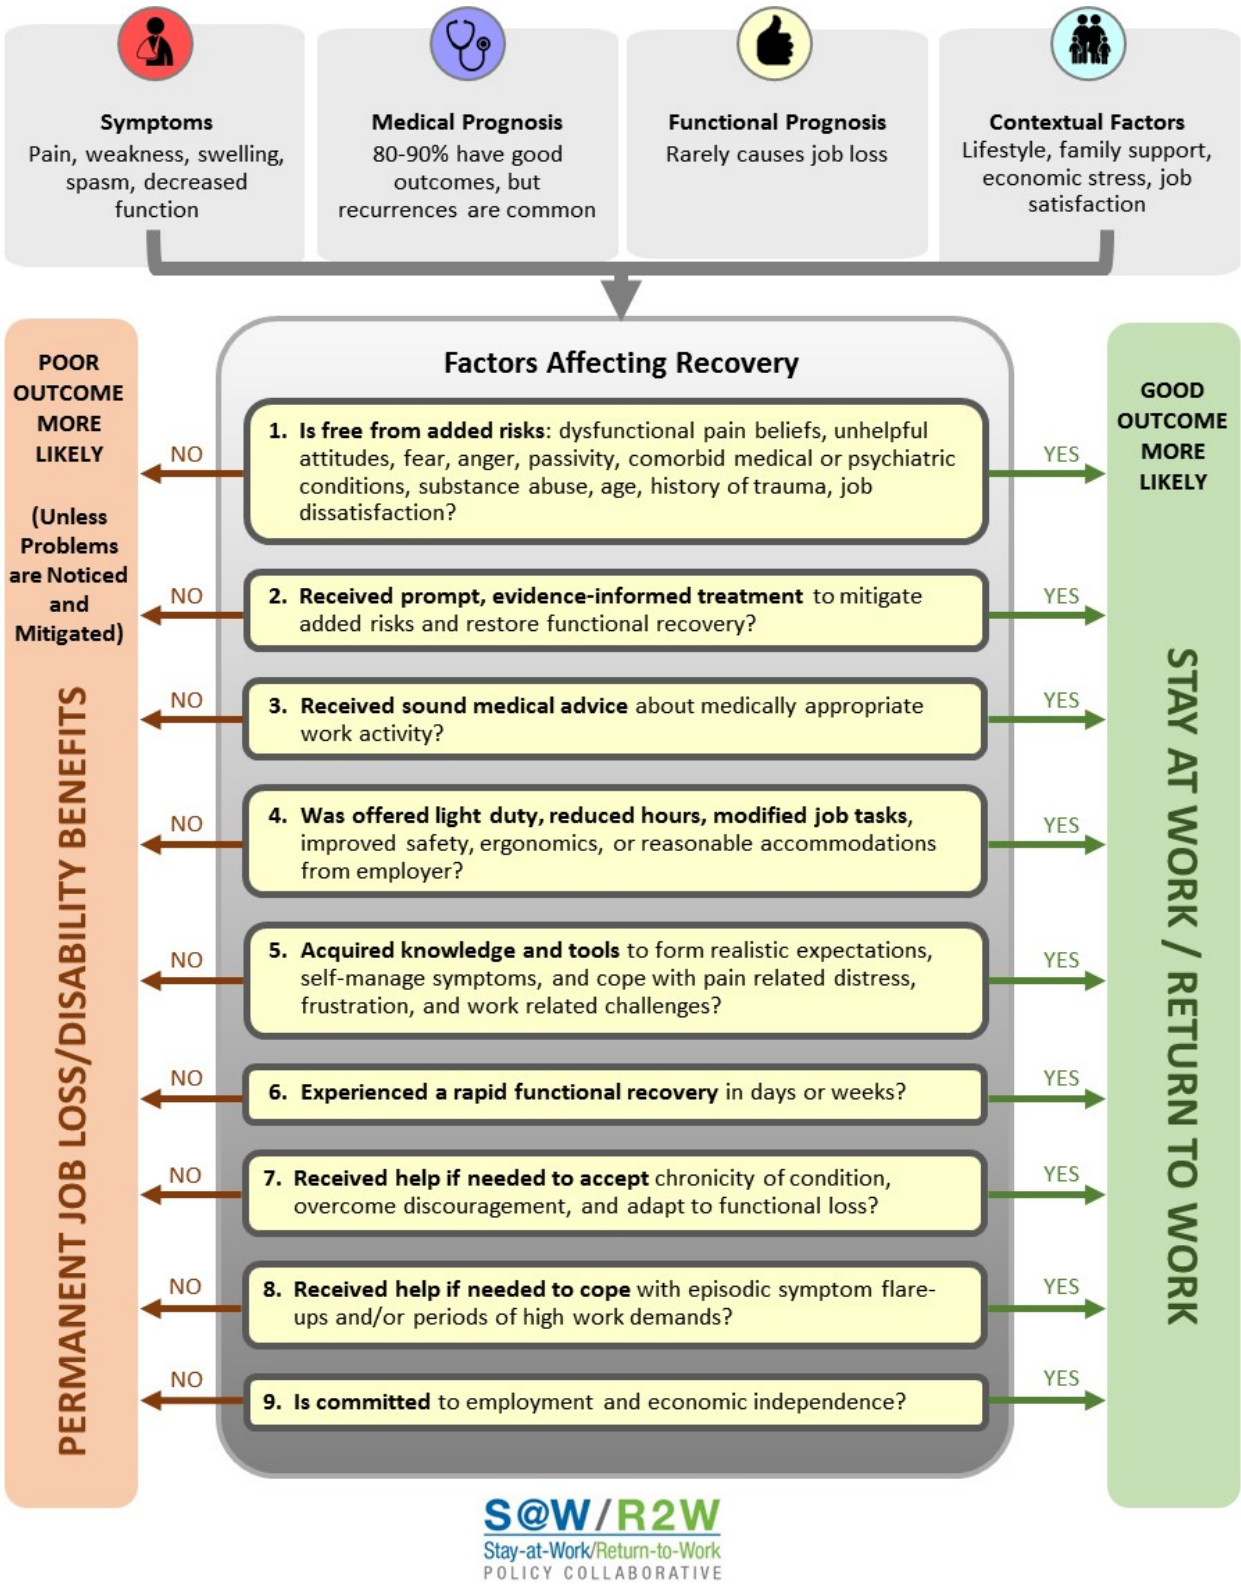 Symptoms
Pain, weakness, swelling,
spasm, decreased
function
Medical Prognosis
80-90% have good
outcomes, but
recurrences are common
Functional Prognosis
Rarely causes job loss
Contextual Factors
Lifestyle, family support,
economic stress, job
satisfaction
POOR
OUTCOME
MORE
LIKELY
(Unless
Problems
are Noticed
and
Mitigated)
PERMANENT JOB LOSS/DISABILITY BENEFITS
Factors Affecting Recovery
NO
1. Is free from added risks: dysfunctional pain beliefs, unhelpful
attitudes, fear, anger, passivity, comorbid medical or psychiatric
conditions, substance abuse, age, history of trauma, job
dissatisfaction?
YES
NO
2. Received prompt, evidence-informed treatment to mitigate
added risks and restore functional recovery?
YES
NO
3. Received sound medical advice about medically appropriate
work activity?
YES
NO
4. Was offered light duty, reduced hours, modified job tasks,
improved safety, ergonomics, or reasonable accommodations
from employer?
YES
NO
5. Acquired knowledge and tools to form realistic expectations,
self-manage symptoms, and cope with pain related distress,
frustration, and work related challenges?
YES
NO
6. Experienced a rapid functional recovery in days or weeks?
YES
NO
7. Received help if needed to accept chronicity of condition,
overcome discouragement, and adapt to functional loss?
YES
NO
8. Received help if needed to cope with episodic symptom flare-
ups and/or periods of high work demands?
YES
NO
9. Is committed to employment and economic independence?
YES
GOOD
OUTCOME
MORE
LIKELY
STAY AT WORK / RETURN TO WORK
S@W/R2W
Stay-at-Work/Return-to-Work
POLICY COLLABORATIVE